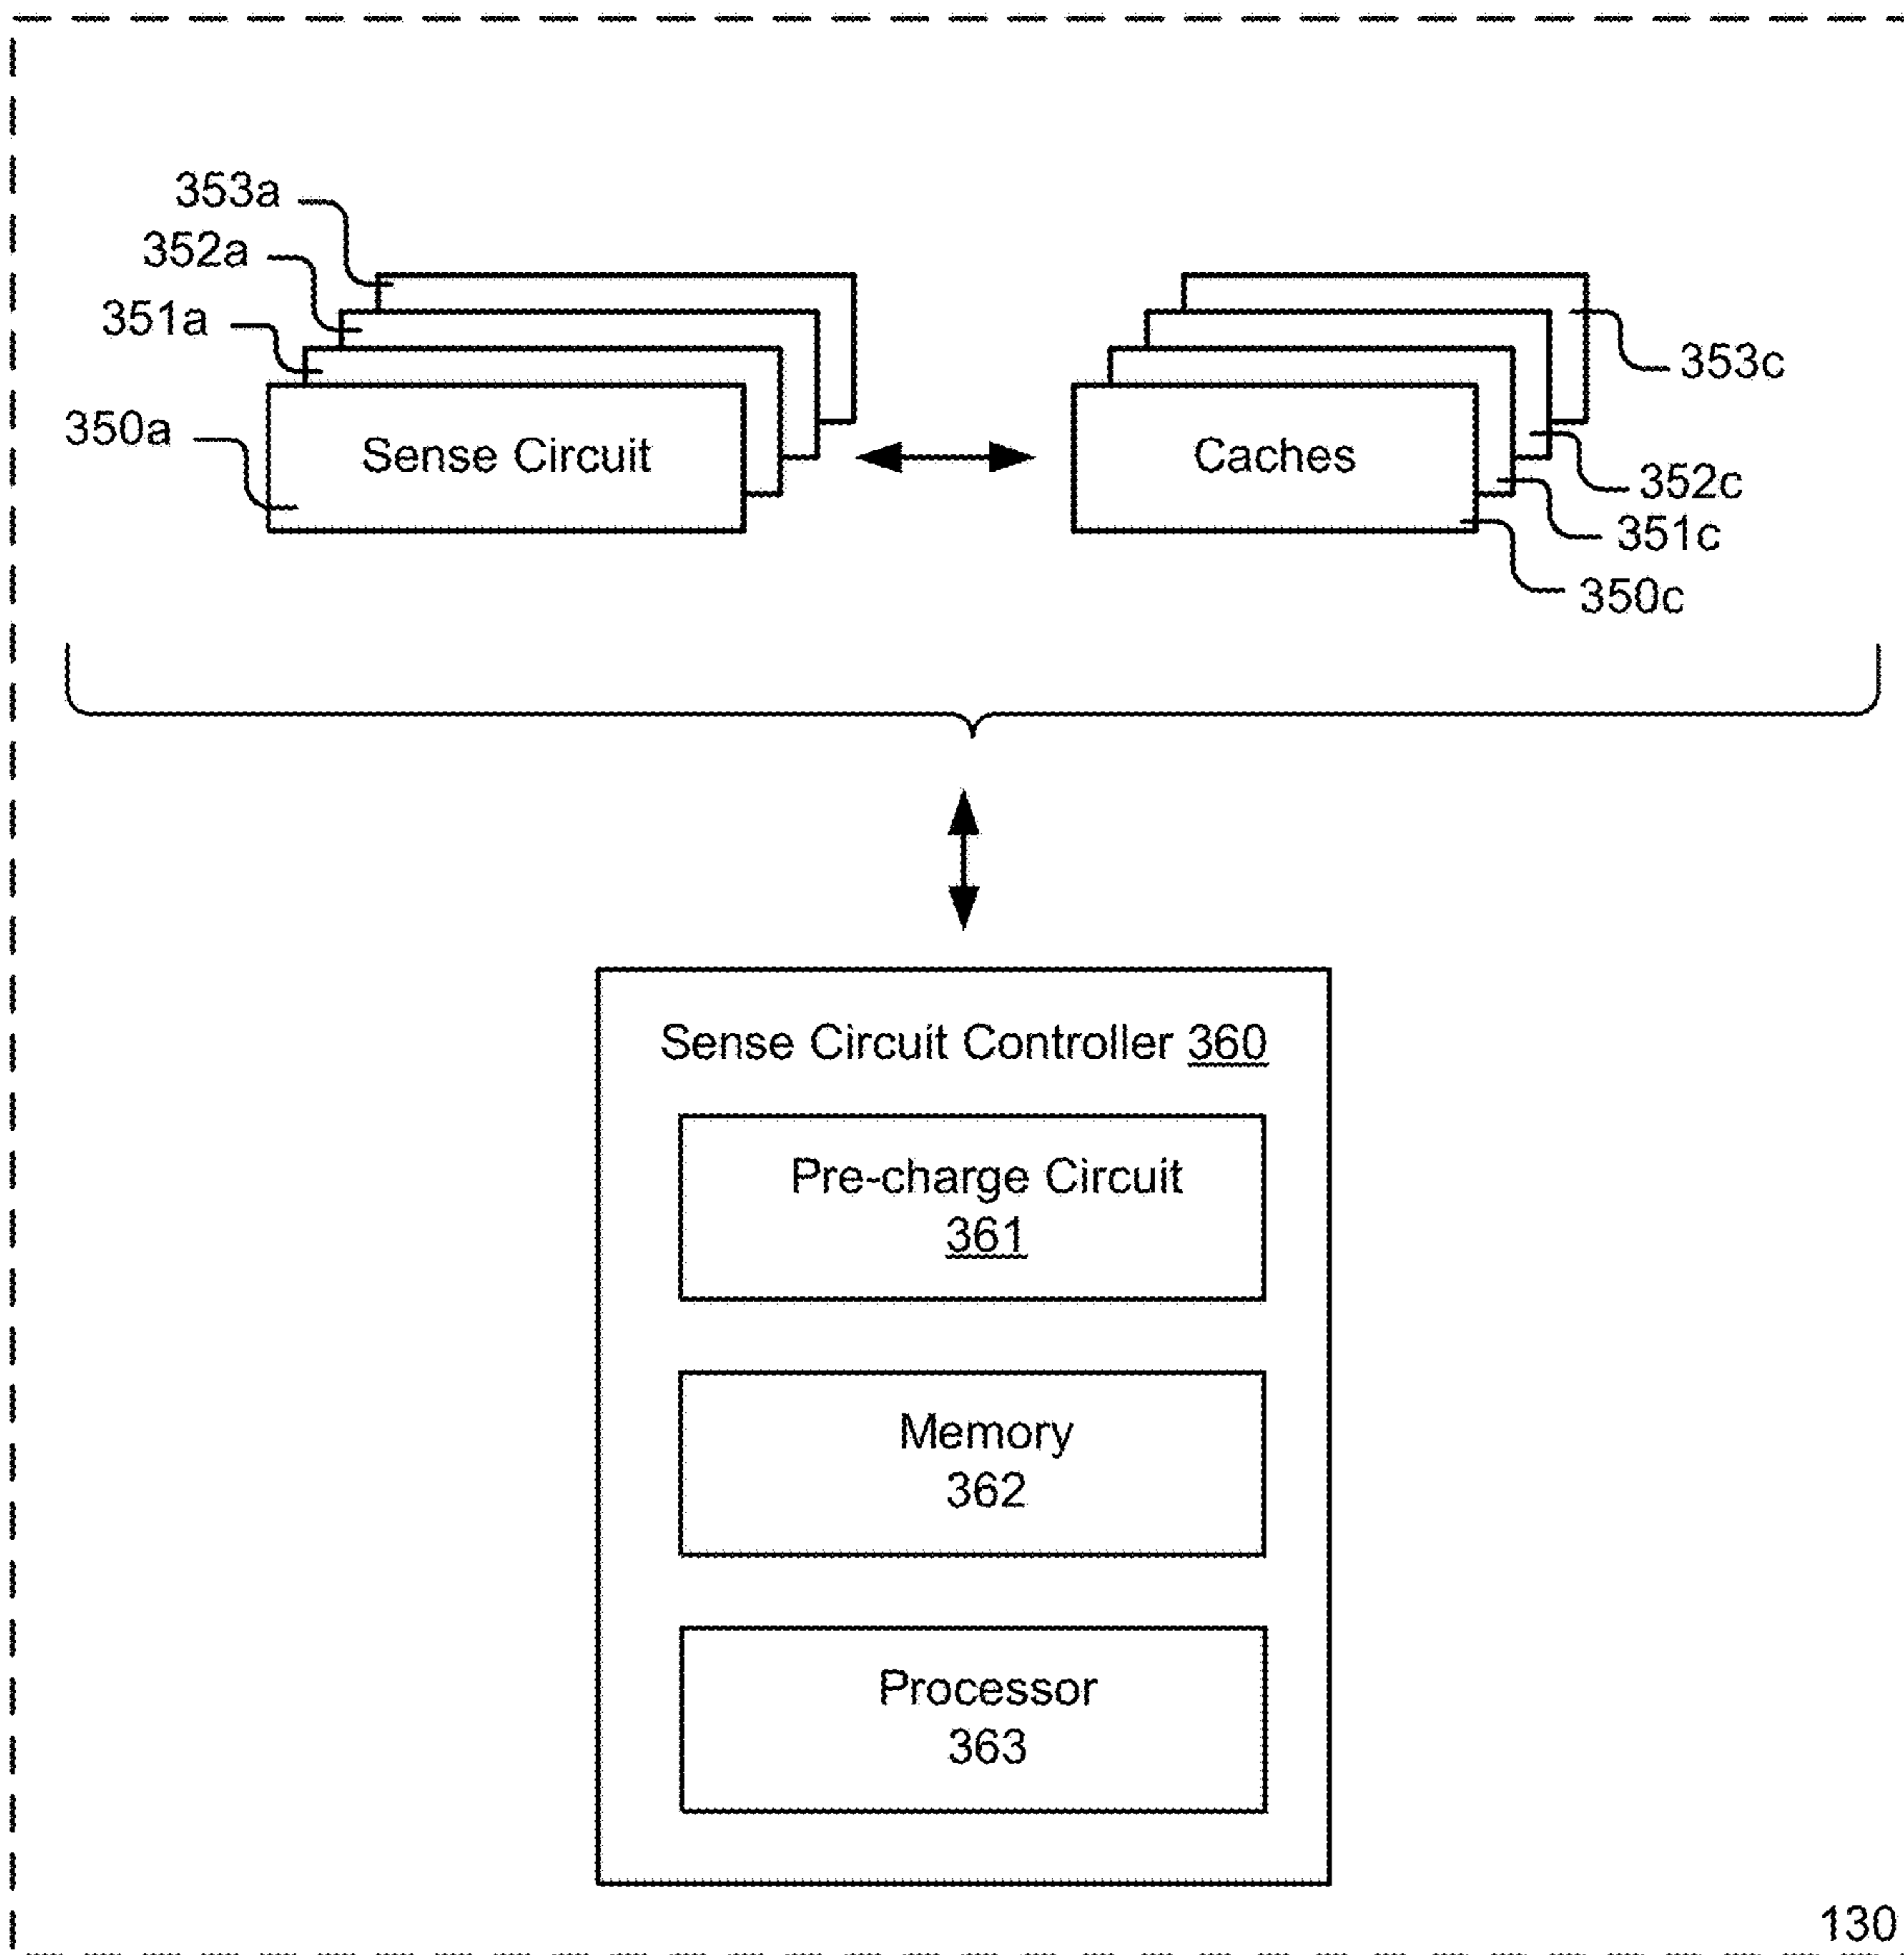 353a
352a
351a
350a
Sense Circuit
Caches
353c
352c
351c
350c
Sense Circuit Controller 360
Pre-charge Circuit
361
Memory
362
Processor
363
130